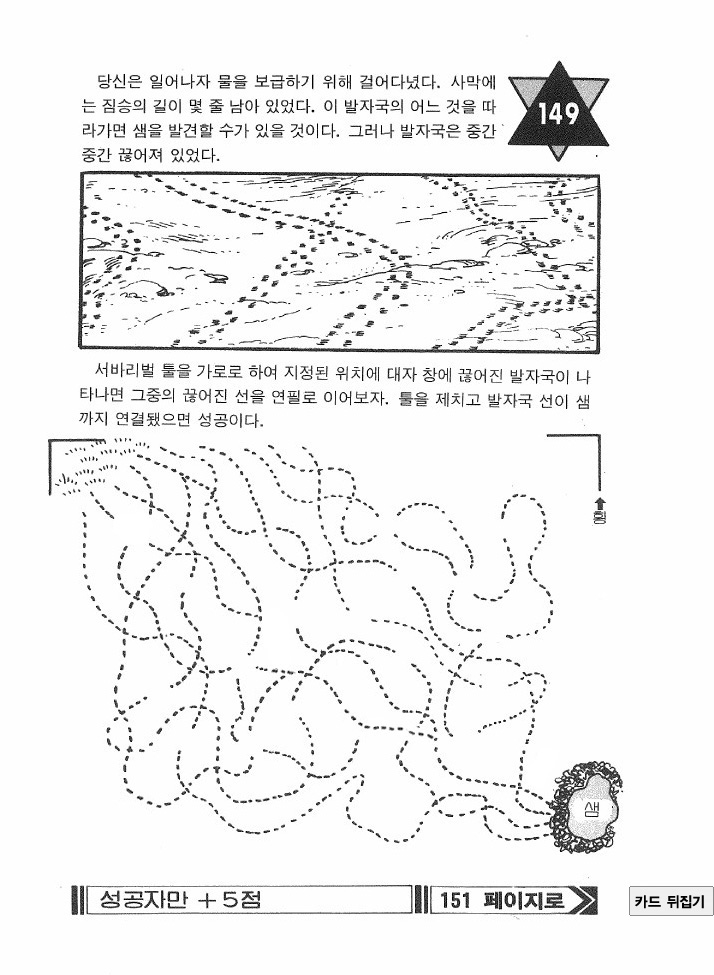 당신은 일어나자 물을 보급하기 위해 걸어다녔다. 사막에
는 짐승의 길이 몇 줄 남아 있었다. 이 발자국의 어느 것을 따
라가면 샘을 발견할 수가 있을 것이다. 그러나 발자국은 중간
중간 끊어져 있었다.
149
서바리벌 툴을 가로로 하여 지정된 위치에 대자 창에 끊어진 발자국이 나
타나면 그중의 끊어진 선을 연필로 이어보자. 툴을 제치고 발자국 선이 샘
까지 연결됐으면 성공이다.
횡
샘
성공자만 +5점
151 페이지로
카드 뒤집기